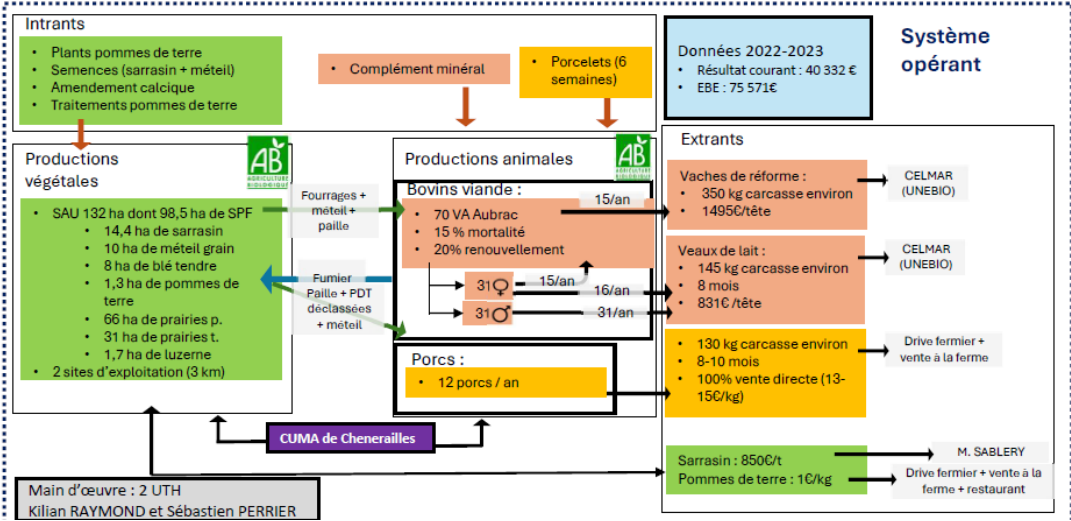 Intrants
• Plants pommes de terre
• Semences (sarrasin + méteil)
• Amendement calcique
• Traitements pommes de terre
• Complément minéral
• Porcelets (6
semaines)
Données 2022-2023
• Résultat courant : 40 332 €
• EBE : 75 571€
Système
opérant
Productions
végétales
AB
AGRICULTURE
BIOLOGIQUE
• SAU 132 ha dont 98,5 ha de SPF
• 14,4 ha de sarrasin
• 10 ha de méteil grain
• 8 ha de blé tendre
• 1,3 ha de pommes de
terre
• 66 ha de prairies p.
• 31 ha de prairies t.
• 1,7 ha de luzerne
• 2 sites d'exploitation (3 km)
Fourrages +
méteil +
paille
Fumier
Paille + PDT
déclassées
+ méteil
Productions animales
AB
AGRICULTURE
BIOLOGIQUE
Bovins viande :
15/an
• 70 VA Aubrac
• 15 % mortalité
• 20% renouvellement
31♀
15/an
16/an
31♂
31/an
Porcs :
• 12 porcs / an
CUMA de Chenerailles
Extrants
Vaches de réforme :
• 350 kg carcasse environ
• 1495€/tête
CELMAR
(UNEBIO)
Veaux de lait :
• 145 kg carcasse environ
• 8 mois
• 831€ /tête
CELMAR
(UNEBIO)
• 130 kg carcasse environ
• 8-10 mois
• 100% vente directe (13-
15€/kg)
Drive fermier +
vente à la ferme
Sarrasin : 850€/t
Pommes de terre : 1€/kg
M. SABLERY
Drive fermier + vente à la
ferme + restaurant
Main d'œuvre : 2 UTH
Kilian RAYMOND et Sébastien PERRIER